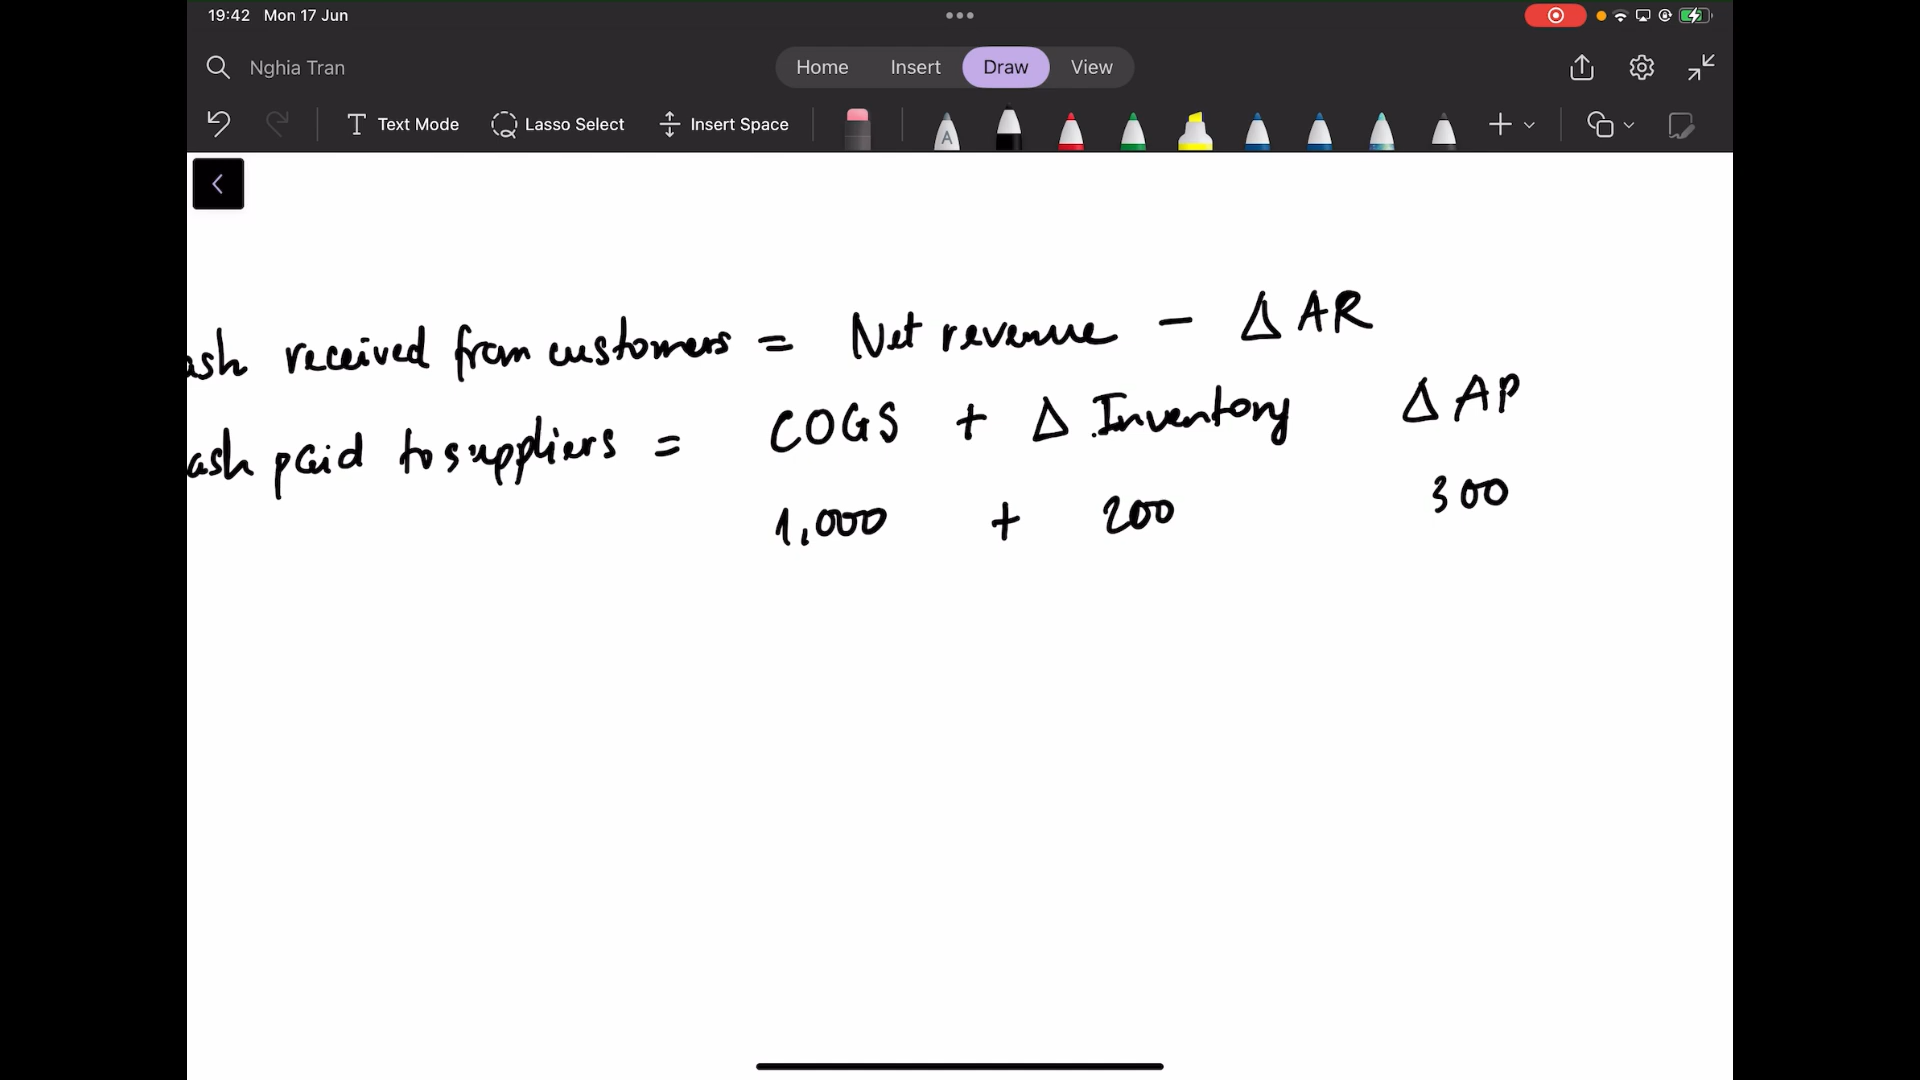 19:42 Mon 17 Jun
Nghia Tran
Home Insert Draw View
Text Mode Lasso Select Insert Space A
ash received from customers = Net revenue - Δ AR
ash paid to suppliers = COGS + Δ Inventory Δ AP
1,000 + 200 300